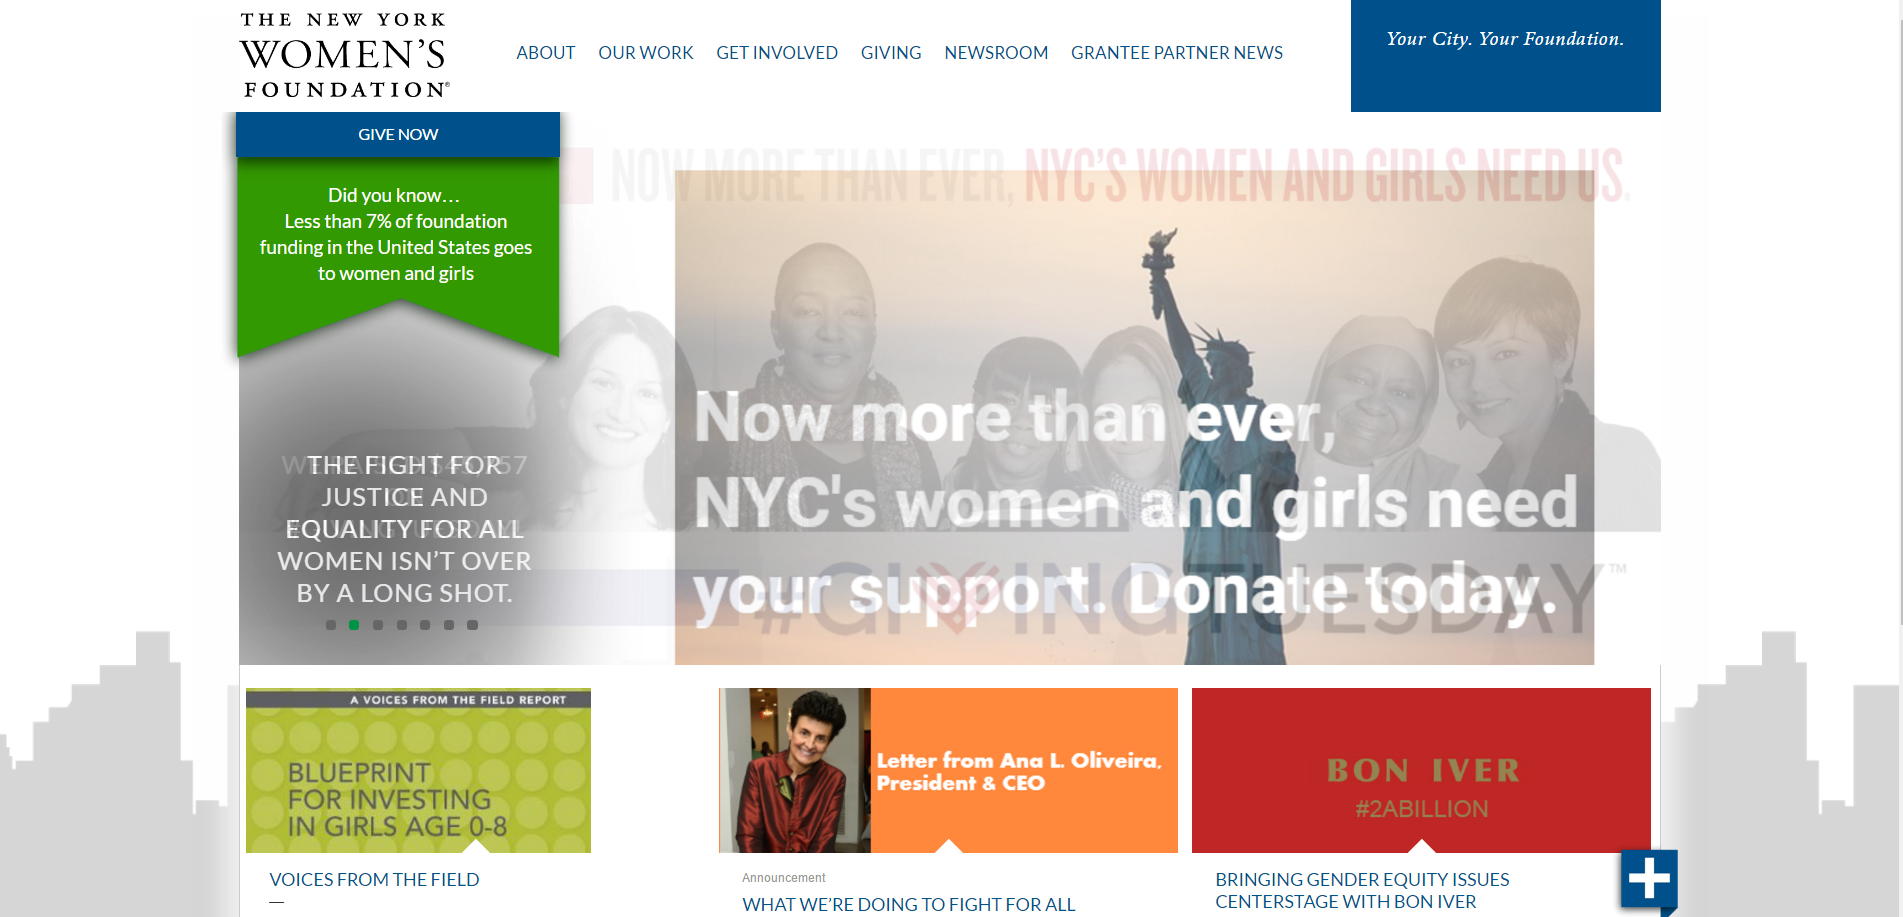 THE NEW YORK
WOMEN'S
FOUNDATION®
ABOUT OUR WORK GET INVOLVED GIVING NEWSROOM GRANTEE PARTNER NEWS
Your City. Your Foundation.
GIVE NOW
Did you know…
Less than 7% of foundation
funding in the United States goes
to women and girls
NOW MORE THAN EVER, NYC'S WOMEN AND GIRLS NEED US.
Now more than ever,
NYC's women and girls need
your support. Donate today.
#GIVINGTUESDAY™
THE FIGHT FOR
JUSTICE AND
EQUALITY FOR ALL
WOMEN ISN'T OVER
BY A LONG SHOT.
A VOICES FROM THE FIELD REPORT
BLUEPRINT
FOR INVESTING
IN GIRLS AGE 0-8
VOICES FROM THE FIELD
Letter from Ana L. Oliveira,
President & CEO
Announcement
WHAT WE'RE DOING TO FIGHT FOR ALL
BON IVER
#2ABILLION
BRINGING GENDER EQUITY ISSUES
CENTERSTAGE WITH BON IVER